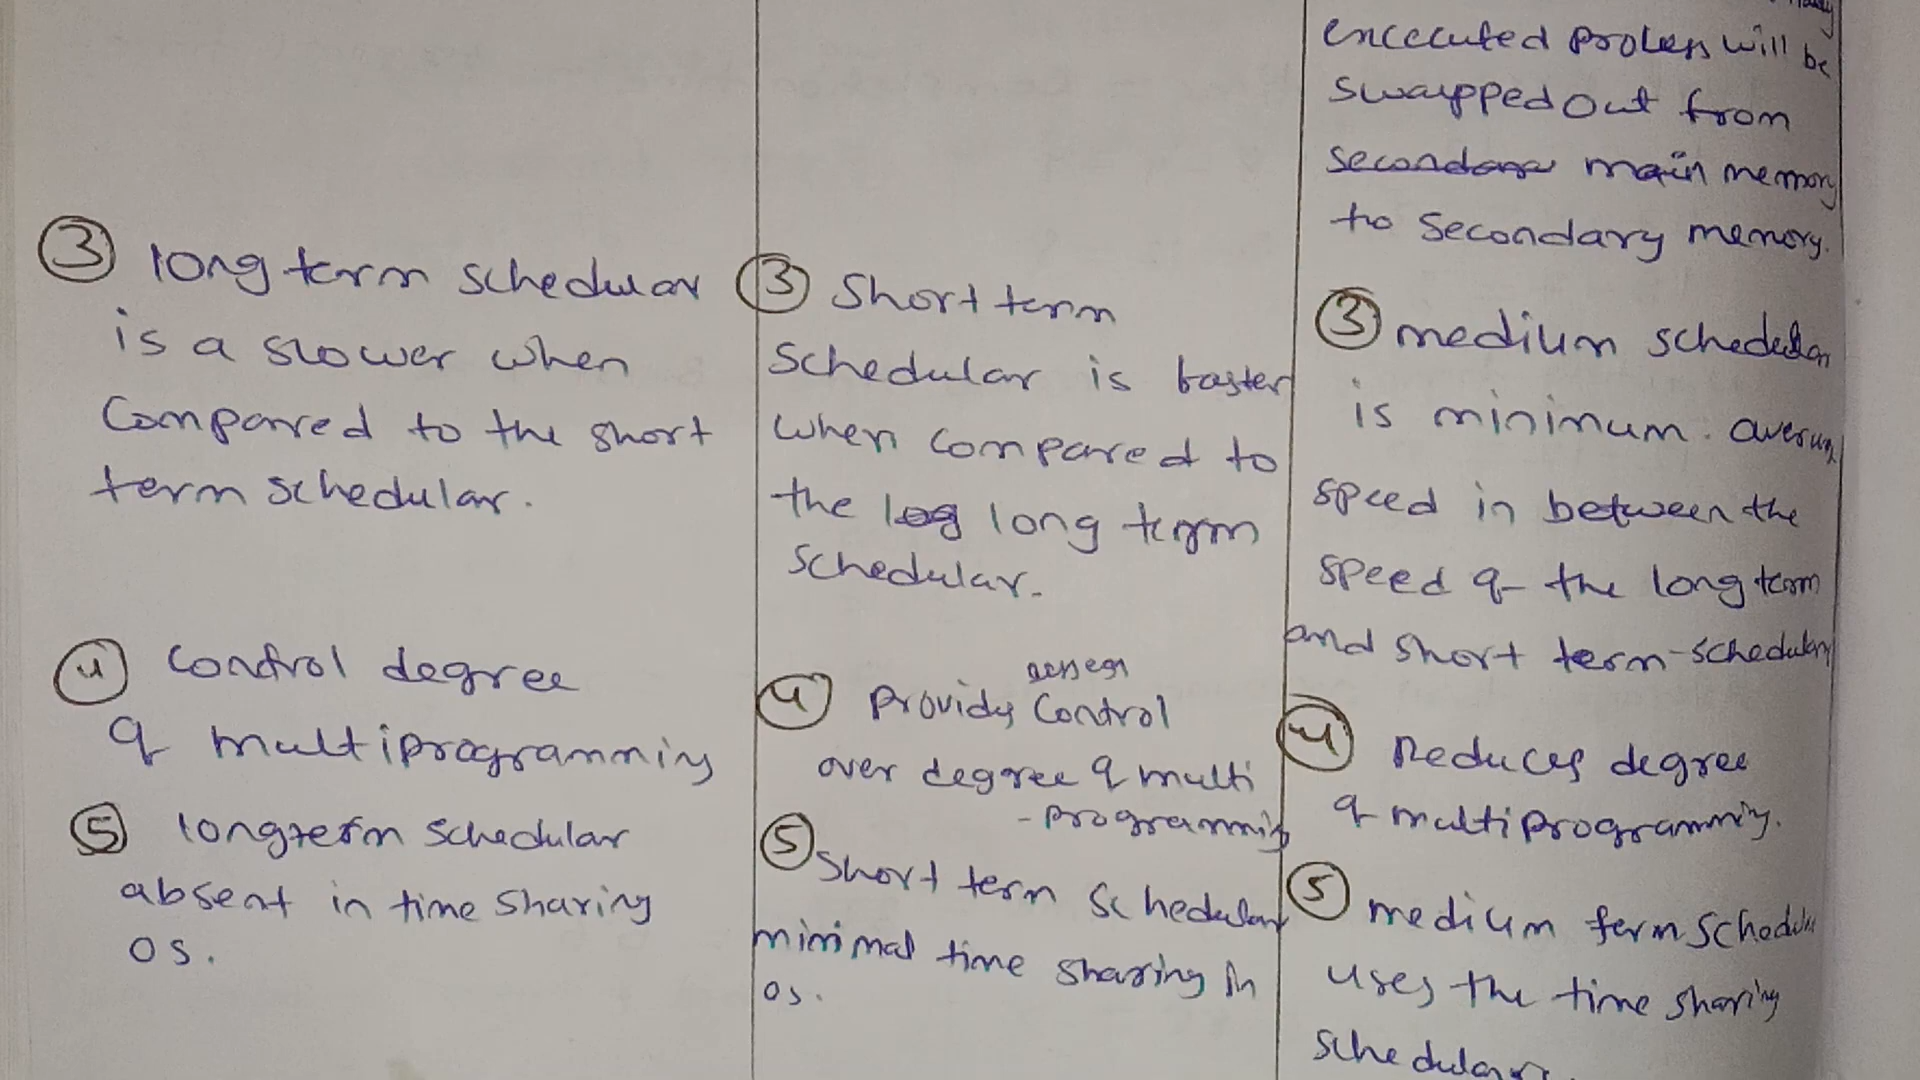 ③ long term schedular
is a slower when
Compared to the short
term schedular.
④ Control degree
of multiprogramming
⑤ longterm schedular
absent in time sharing
OS.
③ Short term
Schedular is faster
when compared to
the log long term
schedular.
lesser
④ Provides Control
over degree of multi
-programming
⑤ Short term schedular
minimal time sharing in
OS.
excecuted process will be
swapped out from
secondary main memory
to secondary memory.
③ medium schedular
is minimum average
speed in between the
speed of the long term
and short term-schedular
④ Reduces degree
of multiprogramming.
⑤ medium term schedular
uses the time sharing
schedular.